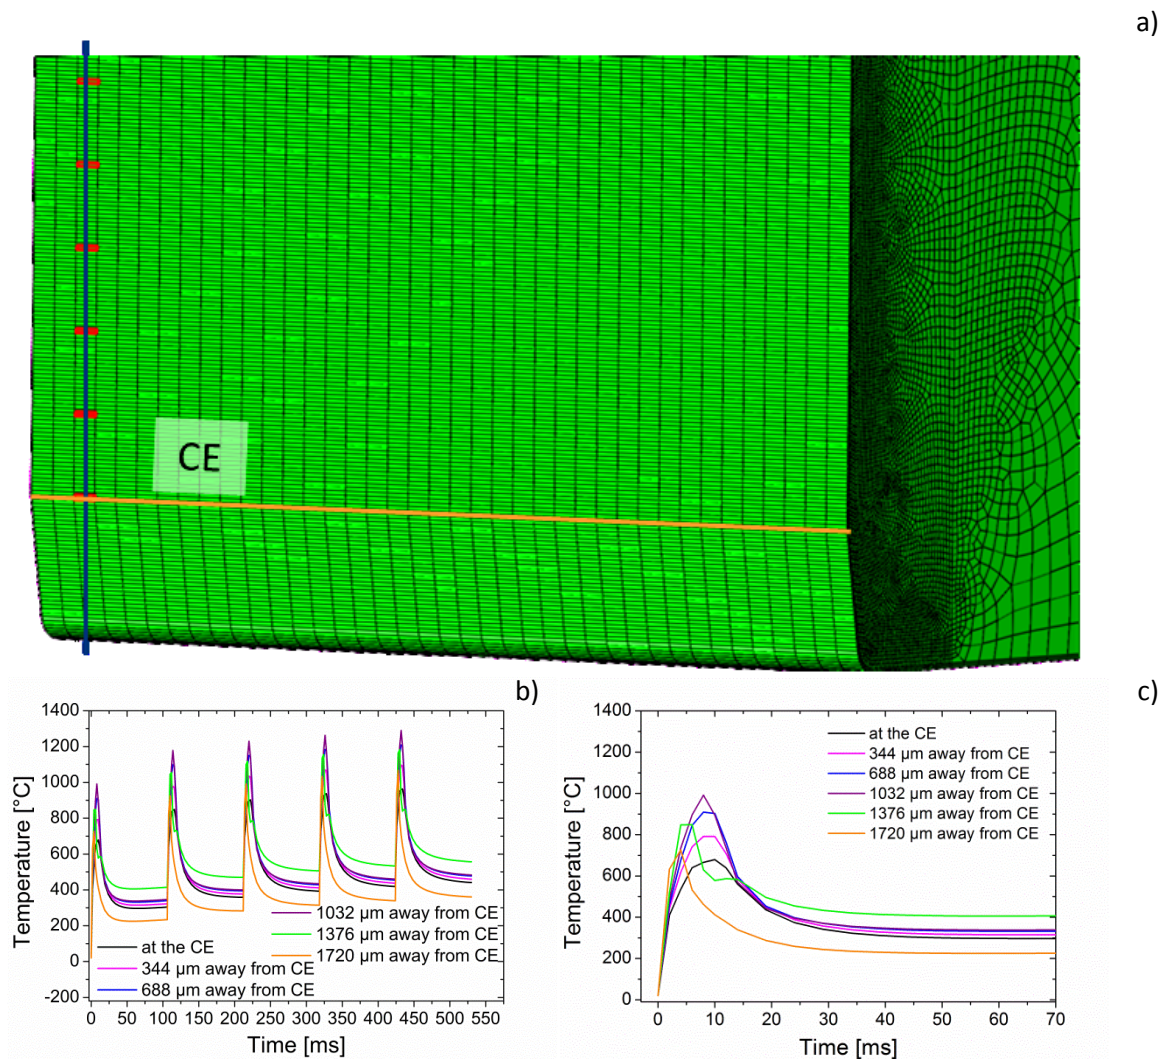 a)
CE
b)
1400
1200
1000
800
600
400
200
0
-200
Temperature [°C]
1032 µm away from CE
1376 µm away from CE
1720 µm away from CE
at the CE
344 µm away from CE
688 µm away from CE
0 50 100 150 200 250 300 350 400 450 500 550
Time [ms]
c)
1400
1200
1000
800
600
400
200
0
Temperature [°C]
at the CE
344 µm away from CE
688 µm away from CE
1032 µm away from CE
1376 µm away from CE
1720 µm away from CE
0 10 20 30 40 50 60 70
Time [ms]